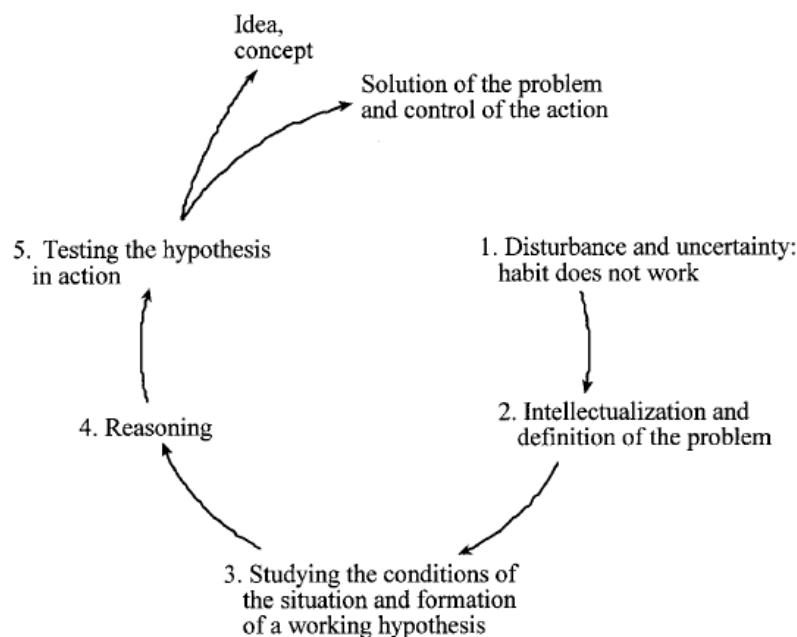 Idea,
concept
Solution of the problem
and control of the action
5. Testing the hypothesis
in action
1. Disturbance and uncertainty:
habit does not work
4. Reasoning
2. Intellectualization and
definition of the problem
3. Studying the conditions of
the situation and formation
of a working hypothesis